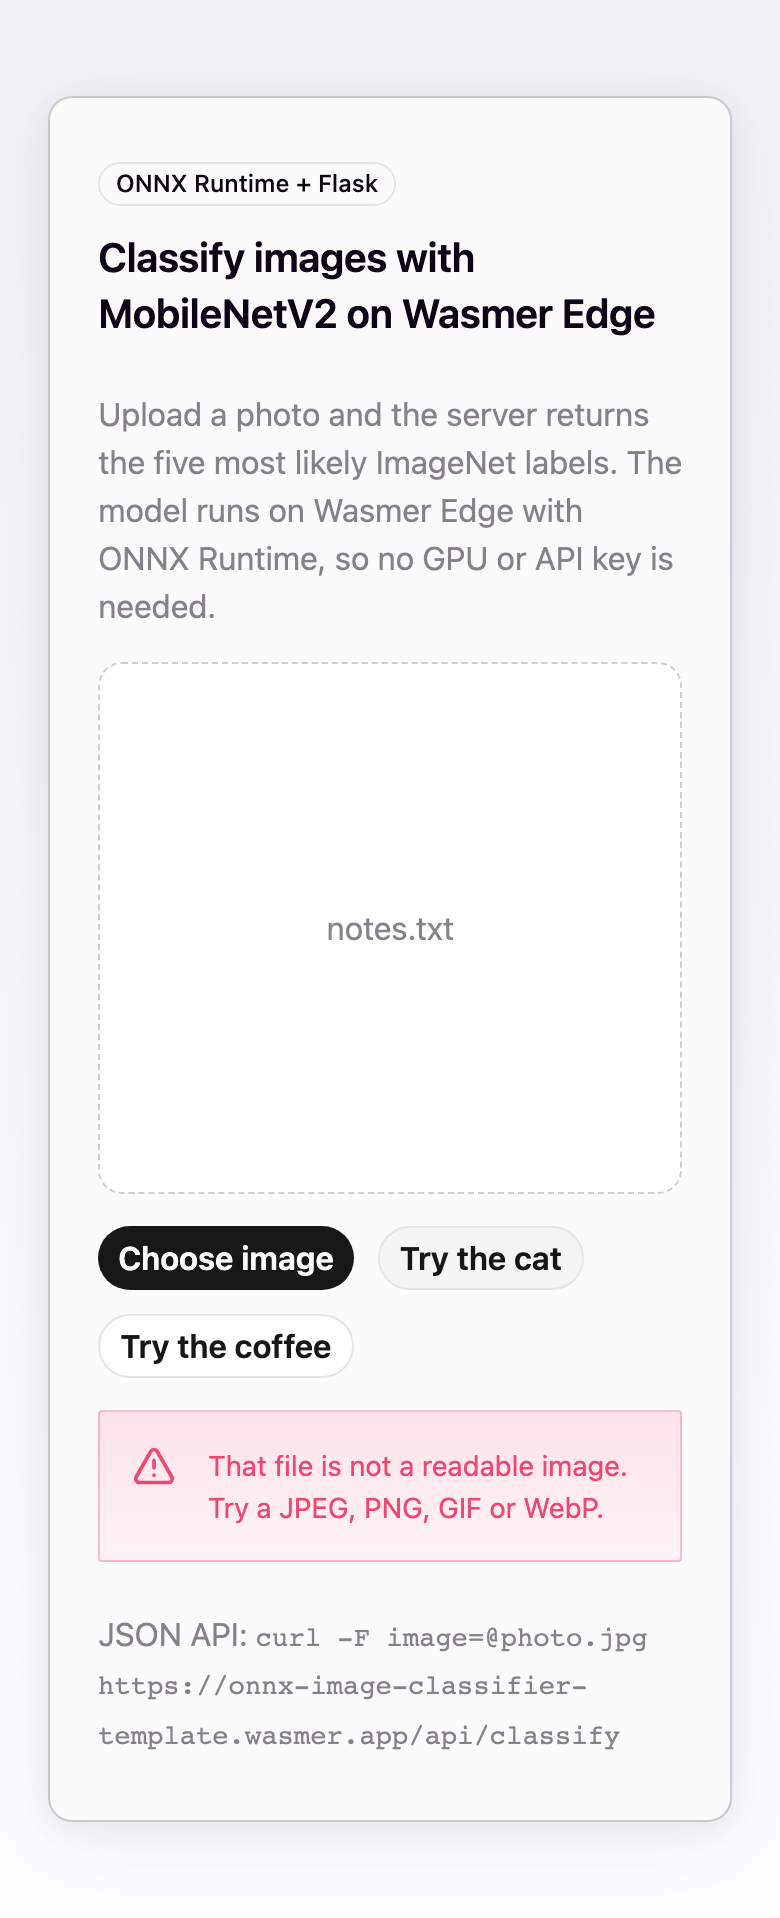 ONNX Runtime + Flask
Classify images with
MobileNetV2 on Wasmer Edge
Upload a photo and the server returns
the five most likely ImageNet labels. The
model runs on Wasmer Edge with
ONNX Runtime, so no GPU or API key is
needed.
notes.txt
Choose image
Try the cat
Try the coffee
That file is not a readable image.
Try a JPEG, PNG, GIF or WebP.
JSON API: curl -F image=@photo.jpg
https://onnx-image-classifier-
template.wasmer.app/api/classify